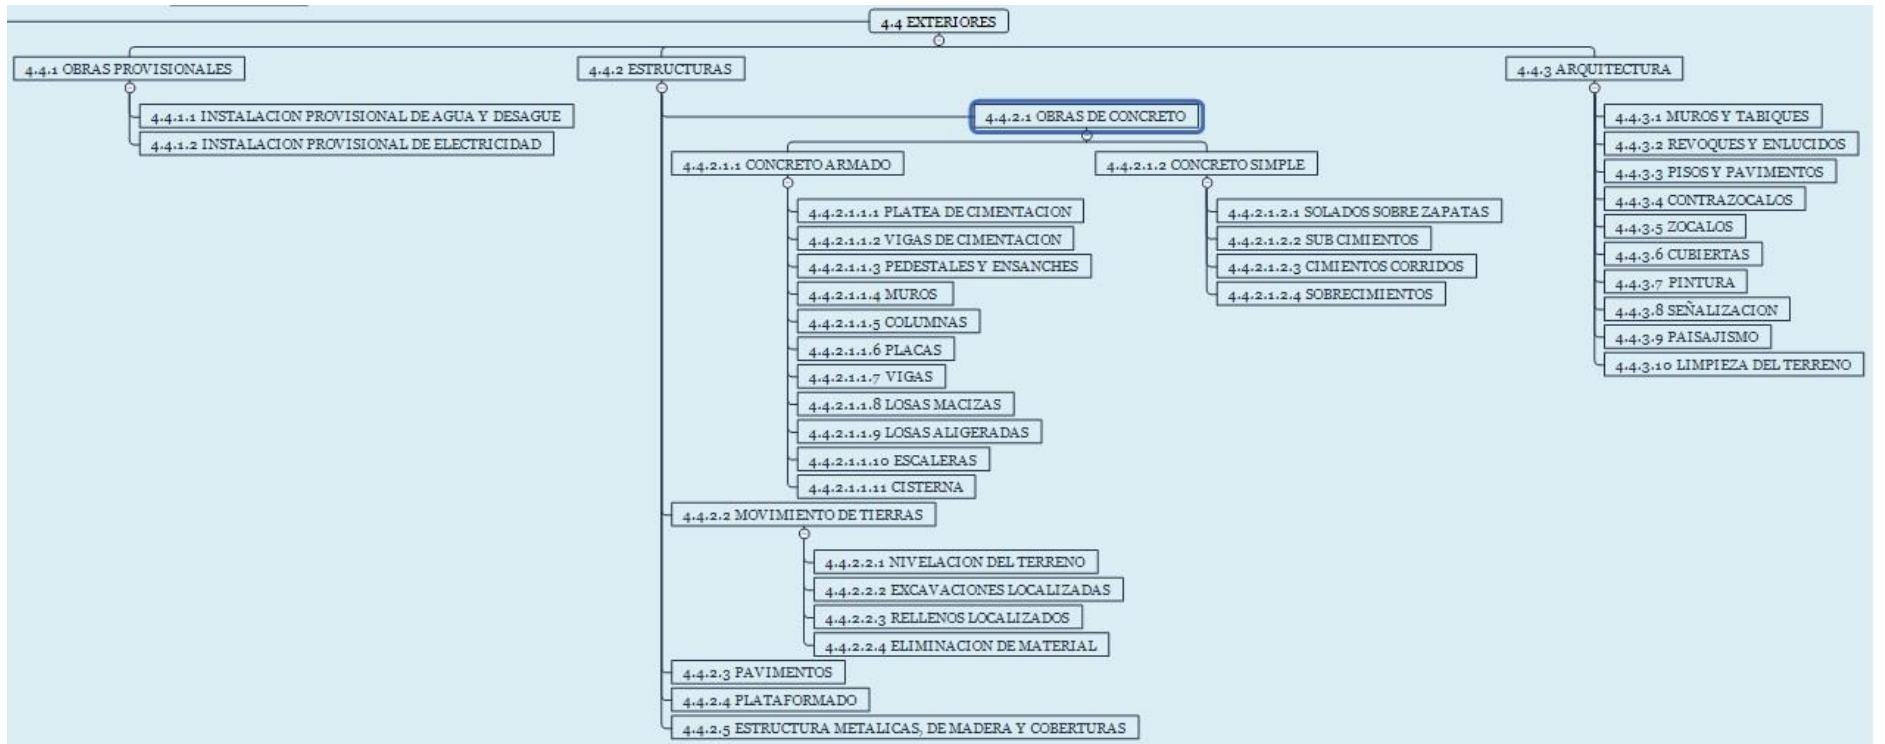 4.4 EXTERIORES
4.4.1 OBRAS PROVISIONALES
4.4.1.1 INSTALACION PROVISIONAL DE AGUA Y DESAGUE
4.4.1.2 INSTALACION PROVISIONAL DE ELECTRICIDAD
4.4.2 ESTRUCTURAS
4.4.2.1 OBRAS DE CONCRETO
4.4.2.1.1 CONCRETO ARMADO
4.4.2.1.1.1 PLATEA DE CIMENTACION
4.4.2.1.1.2 VIGAS DE CIMENTACION
4.4.2.1.1.3 PEDESTALES Y ENSANCHES
4.4.2.1.1.4 MUROS
4.4.2.1.1.5 COLUMNAS
4.4.2.1.1.6 PLACAS
4.4.2.1.1.7 VIGAS
4.4.2.1.1.8 LOSAS MACIZAS
4.4.2.1.1.9 LOSAS ALIGERADAS
4.4.2.1.1.10 ESCALERAS
4.4.2.1.1.11 CISTERNA
4.4.2.1.2 CONCRETO SIMPLE
4.4.2.1.2.1 SOLADOS SOBRE ZAPATAS
4.4.2.1.2.2 SUB CIMIENTOS
4.4.2.1.2.3 CIMIENTOS CORRIDOS
4.4.2.1.2.4 SOBRECIMIENTOS
4.4.2.2 MOVIMIENTO DE TIERRAS
4.4.2.2.1 NIVELACION DEL TERRENO
4.4.2.2.2 EXCAVACIONES LOCALIZADAS
4.4.2.2.3 RELLENOS LOCALIZADOS
4.4.2.2.4 ELIMINACION DE MATERIAL
4.4.2.3 PAVIMENTOS
4.4.2.4 PLATAFORMADO
4.4.2.5 ESTRUCTURA METALICAS, DE MADERA Y COBERTURAS
4.4.3 ARQUITECTURA
4.4.3.1 MUROS Y TABIQUES
4.4.3.2 REVOQUES Y ENLUCIDOS
4.4.3.3 PISOS Y PAVIMENTOS
4.4.3.4 CONTRAZOCALOS
4.4.3.5 ZOCALOS
4.4.3.6 CUBIERTAS
4.4.3.7 PINTURA
4.4.3.8 SEÑALIZACION
4.4.3.9 PAISAJISMO
4.4.3.10 LIMPIEZA DEL TERRENO